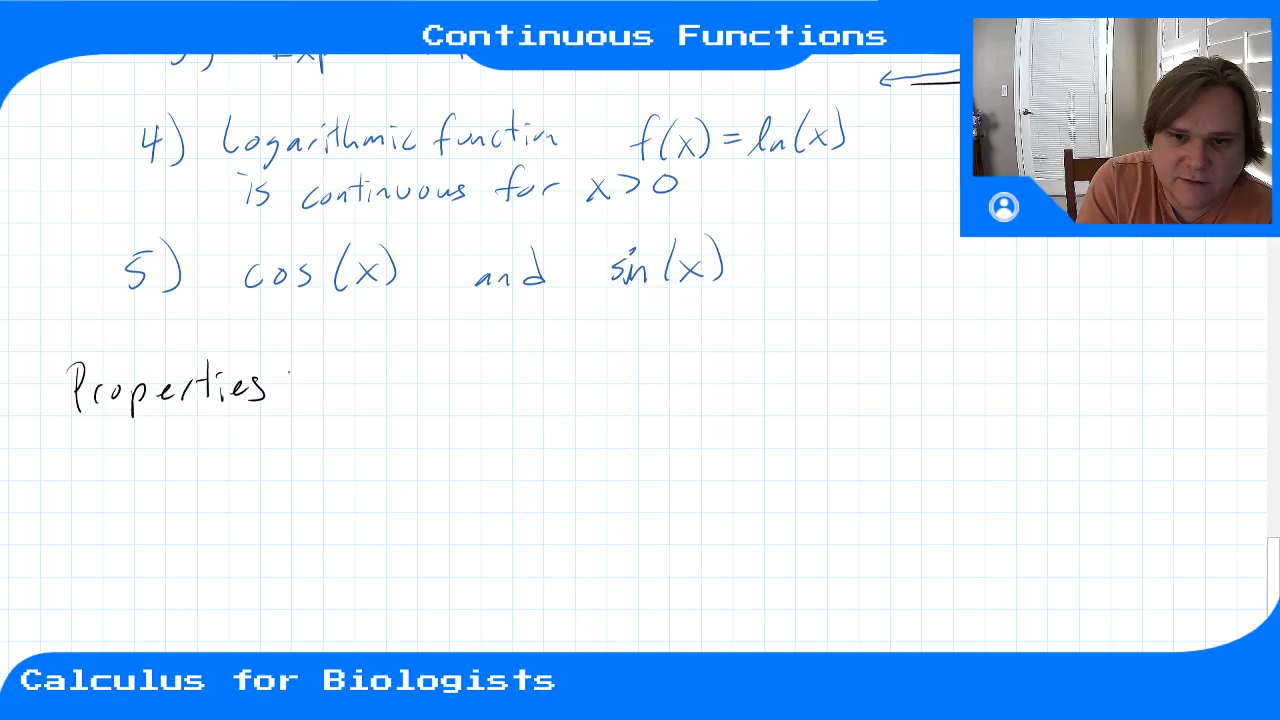 Continuous Functions
4) Logarithmic function f(x) = ln(x)
is continuous for x > 0
5) cos(x) and sin(x)
Properties
Calculus for Biologists